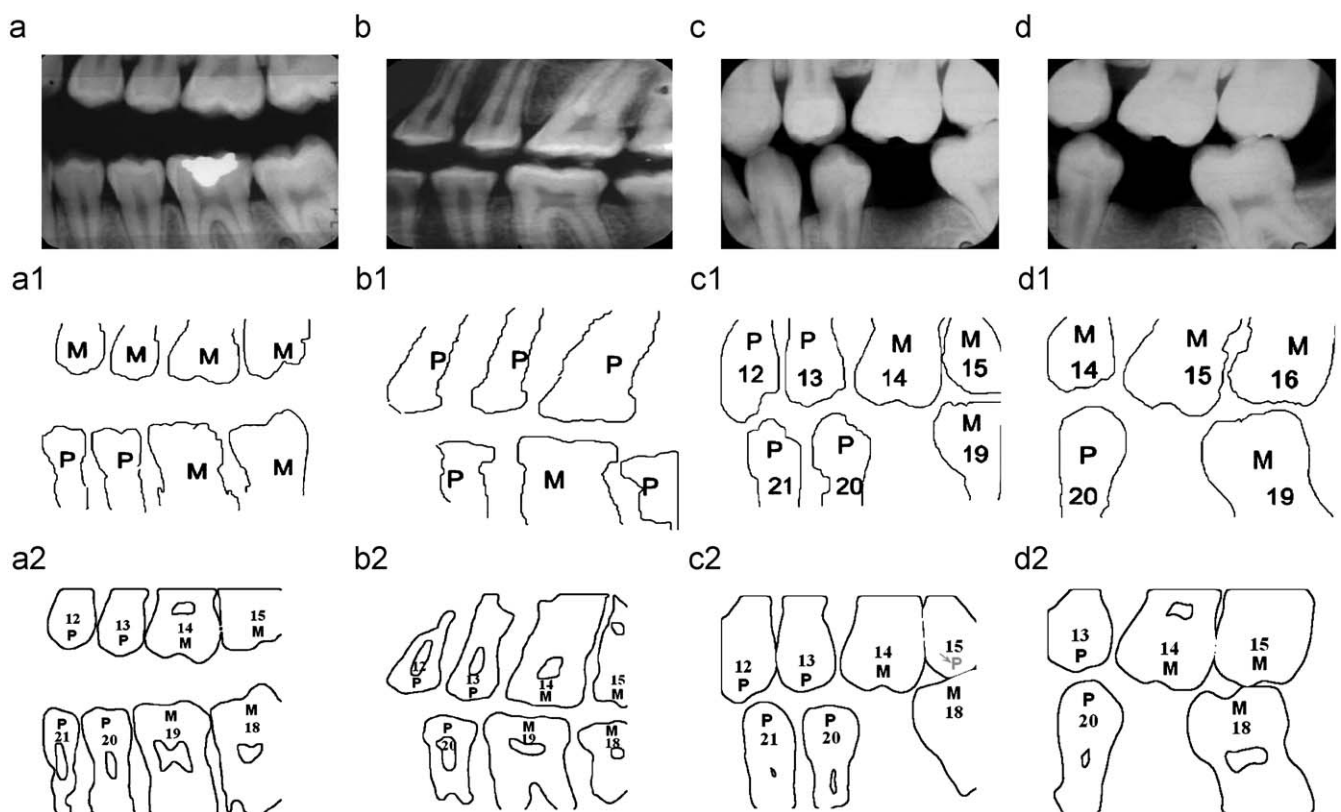 a b c d
a1 b1 c1 d1
M M M M
P P M M
P P P
P M P
P P M M
12 13 14 15
P P M
21 20 19
M M M
14 15 16
P M
20 19
a2 b2 c2 d2
12 13 14 15
P P M M
P P M M
21 20 19 18
12 13 14 15
P P M M
P M M
20 19 18
12 13 14 15
P P M P
P P M
21 20 18
13 14 15
P M M
P M
20 18